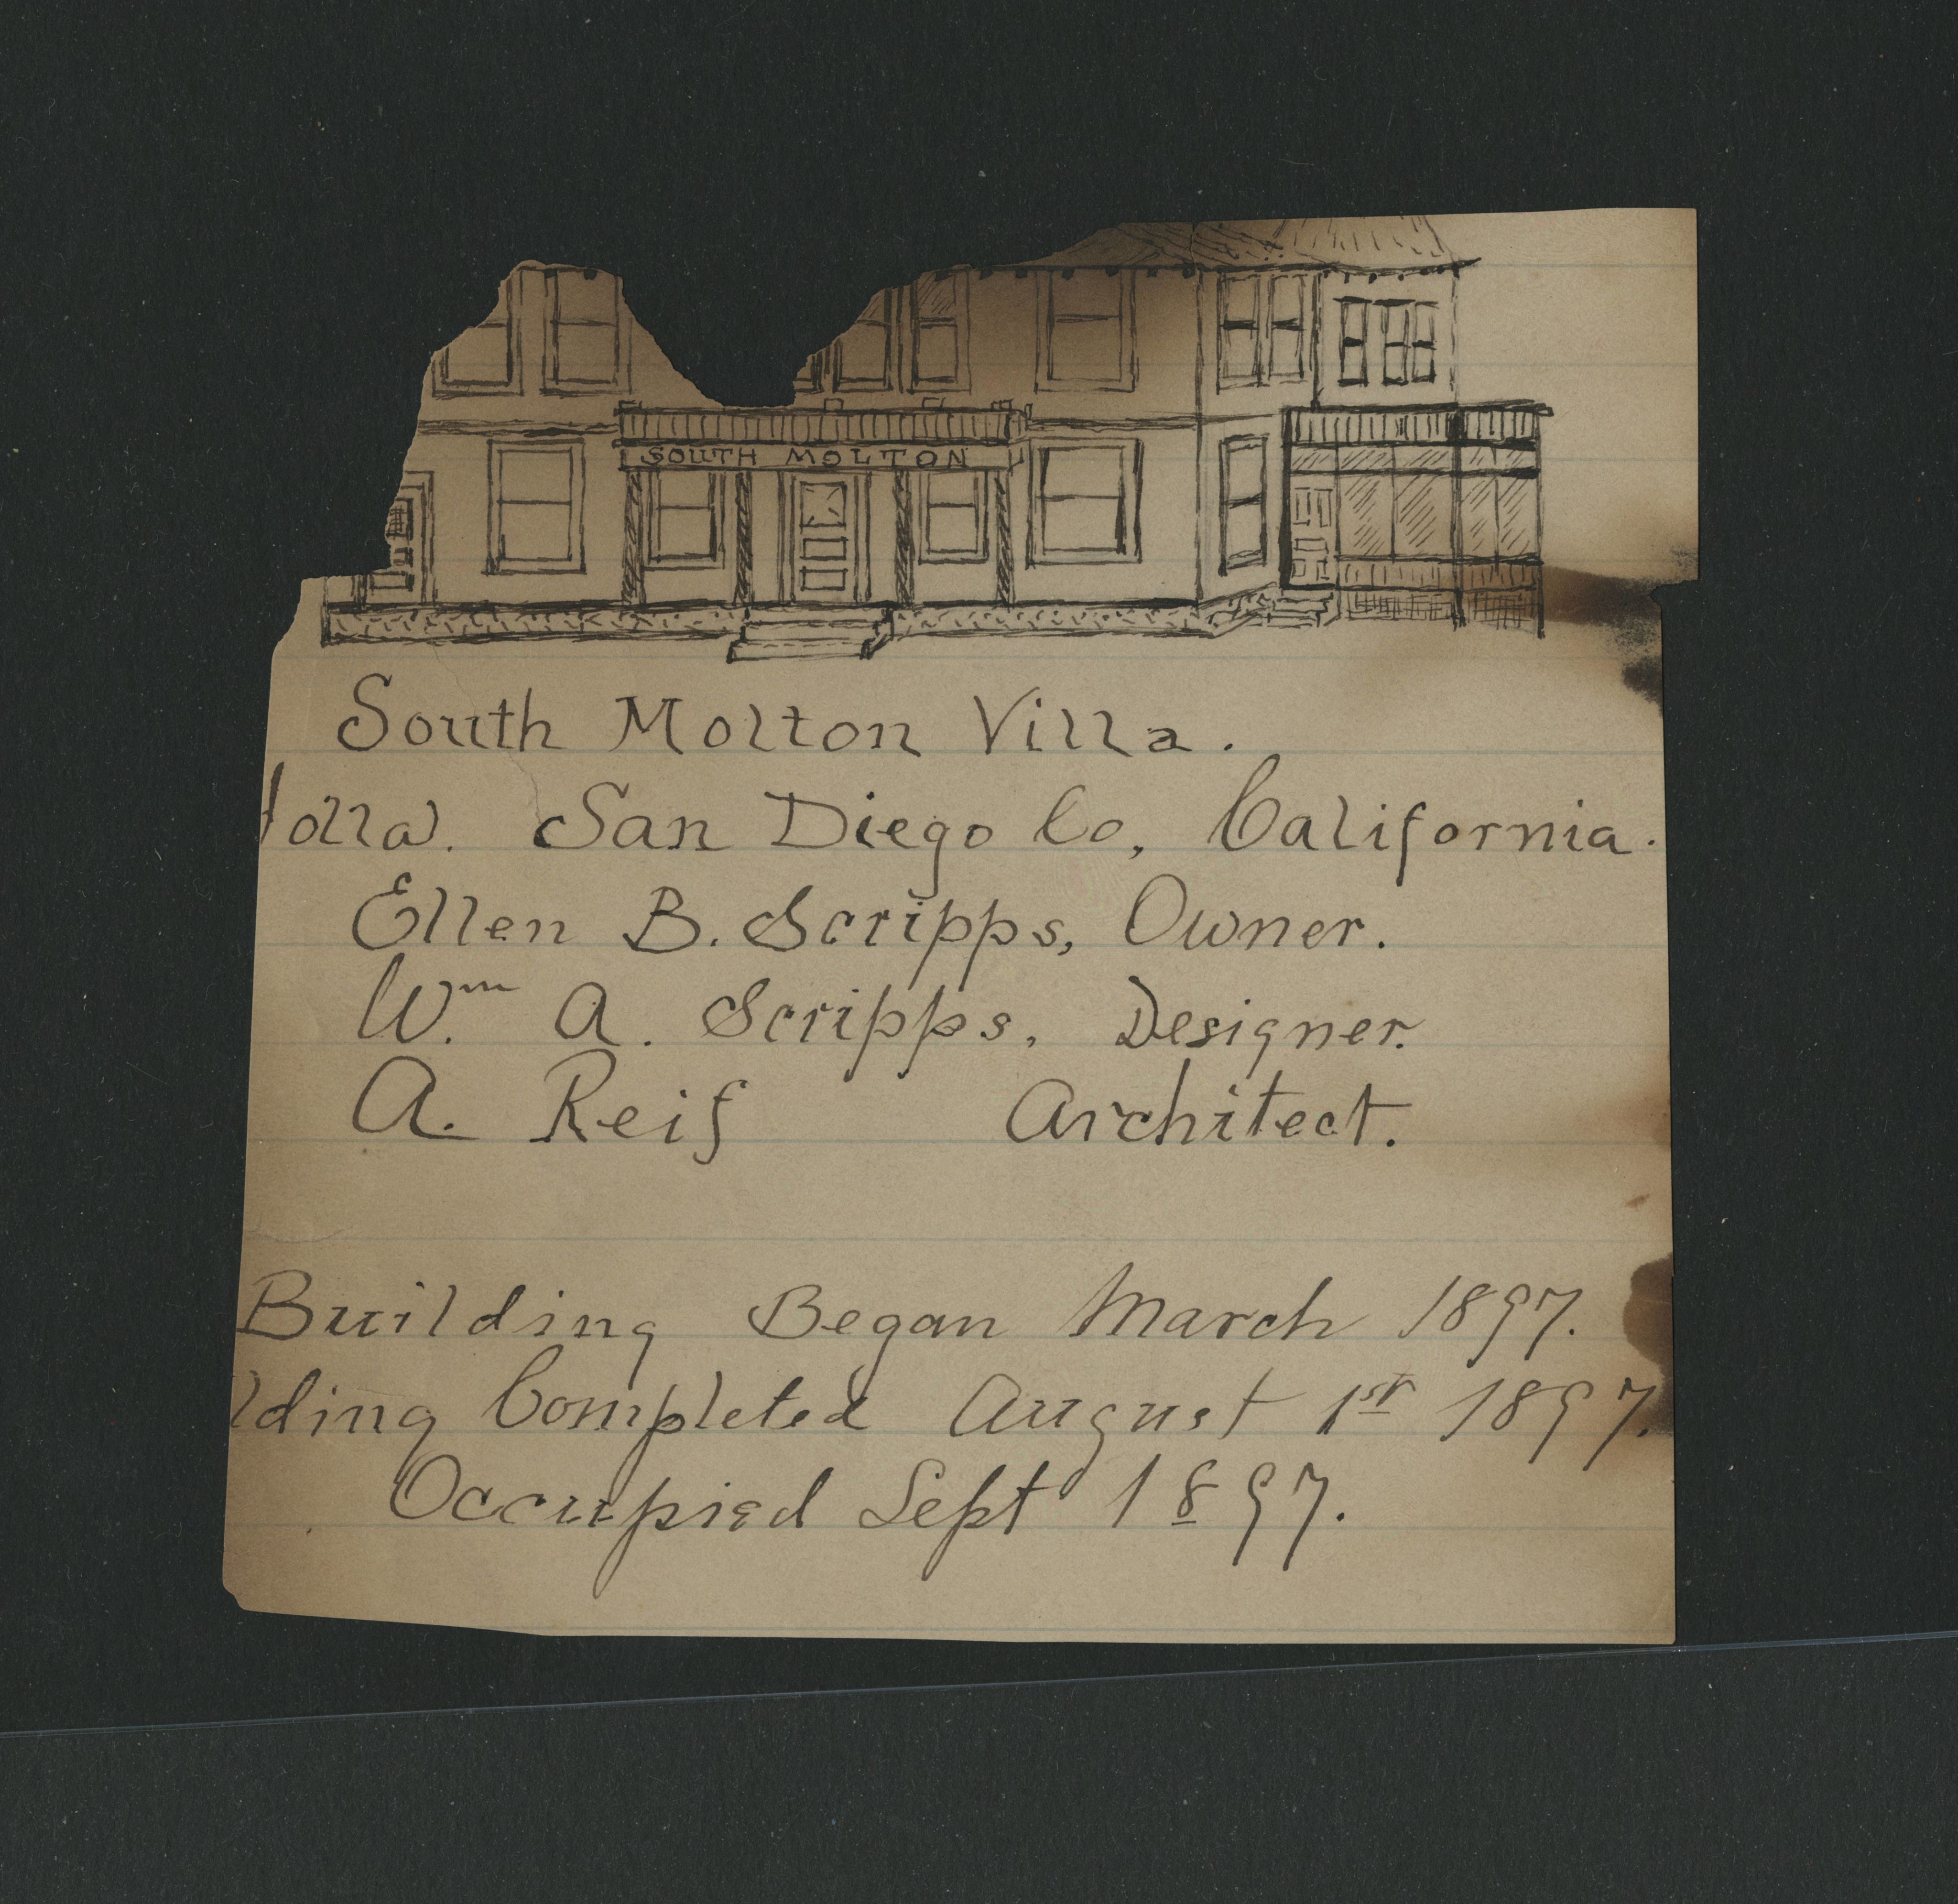 SOUTH MOLTON
South Molton Villa.
Jolla. San Diego Co, California.
Ellen B. Scripps, Owner.
Wm. A. Scripps, Designer.
A. Reif Architect.
Building Began March 1897.
lding Completed August 1st 1897.
Occupied Sept 1897.